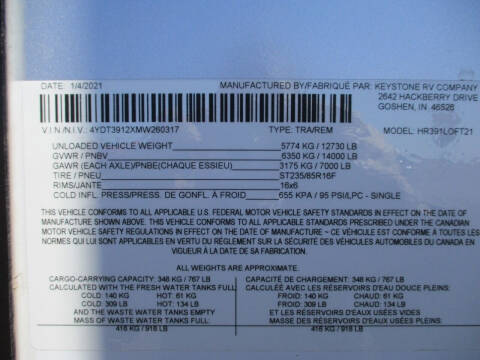 DATE: 1/4/2021 MANUFACTURED BY/FABRIQUÉ PAR: KEYSTONE RV COMPANY
2642 HACKBERRY DRIVE
GOSHEN, IN 46526
V.I.N./N.I.V.: 4YDT3912XMW260317 TYPE: TRA/REM MODEL: HR391LOFT21
UNLOADED VEHICLE WEIGHT 5774 KG / 12730 LB
GVWR / PNBV 6350 KG / 14000 LB
GAWR (EACH AXLE)/PNBE(CHAQUE ESSIEU) 3175 KG / 7000 LB
TIRE / PNEU ST235/85R16F
RIMS/JANTE 16x6
COLD INFL. PRESS/PRESS. DE GONFL. À FROID 655 KPA / 95 PSI/LPC - SINGLE
THIS VEHICLE CONFORMS TO ALL APPLICABLE U.S. FEDERAL MOTOR VEHICLE SAFETY STANDARDS IN EFFECT ON THE DATE OF
MANUFACTURE SHOWN ABOVE. THIS VEHICLE CONFORMS TO ALL APPLICABLE STANDARDS PRESCRIBED UNDER THE CANADIAN
MOTOR VEHICLE SAFETY REGULATIONS IN EFFECT ON THE DATE OF MANUFACTURE ~ CE VÉHICULE EST CONFORME A TOUTES LES
NORMES QUI LUI SONT APPLICABLES EN VERTU DU RÉGLEMENT SUR LA SÉCURITÉ DES VÉHICULES AUTOMOBILES DU CANADA EN
VIGUEUR À LA DATE DE SA FABRICATION.
ALL WEIGHTS ARE APPROXIMATE.
CARGO-CARRYING CAPACITY: 348 KG / 767 LB CAPACITÉ DE CHARGEMENT: 348 KG / 767 LB
CALCULATED WITH THE FRESH WATER TANKS FULL: CALCULÉE AVEC LES RÉSERVOIRS D'EAU DOUCE PLEINS:
COLD: 140 KG HOT: 61 KG FROID: 140 KG CHAUD: 61 KG
COLD: 309 LB HOT: 134 LB FROID: 309 LB CHAUD: 134 LB
AND THE WASTE WATER TANKS EMPTY ET LES RÉSERVOIRS D'EAUX USÉES VIDES
MASS OF WASTE WATER TANKS FULL: MASSE DES RÉSERVOIRS D'EAUX USÉES PLEINS:
416 KG / 918 LB 416 KG / 918 LB